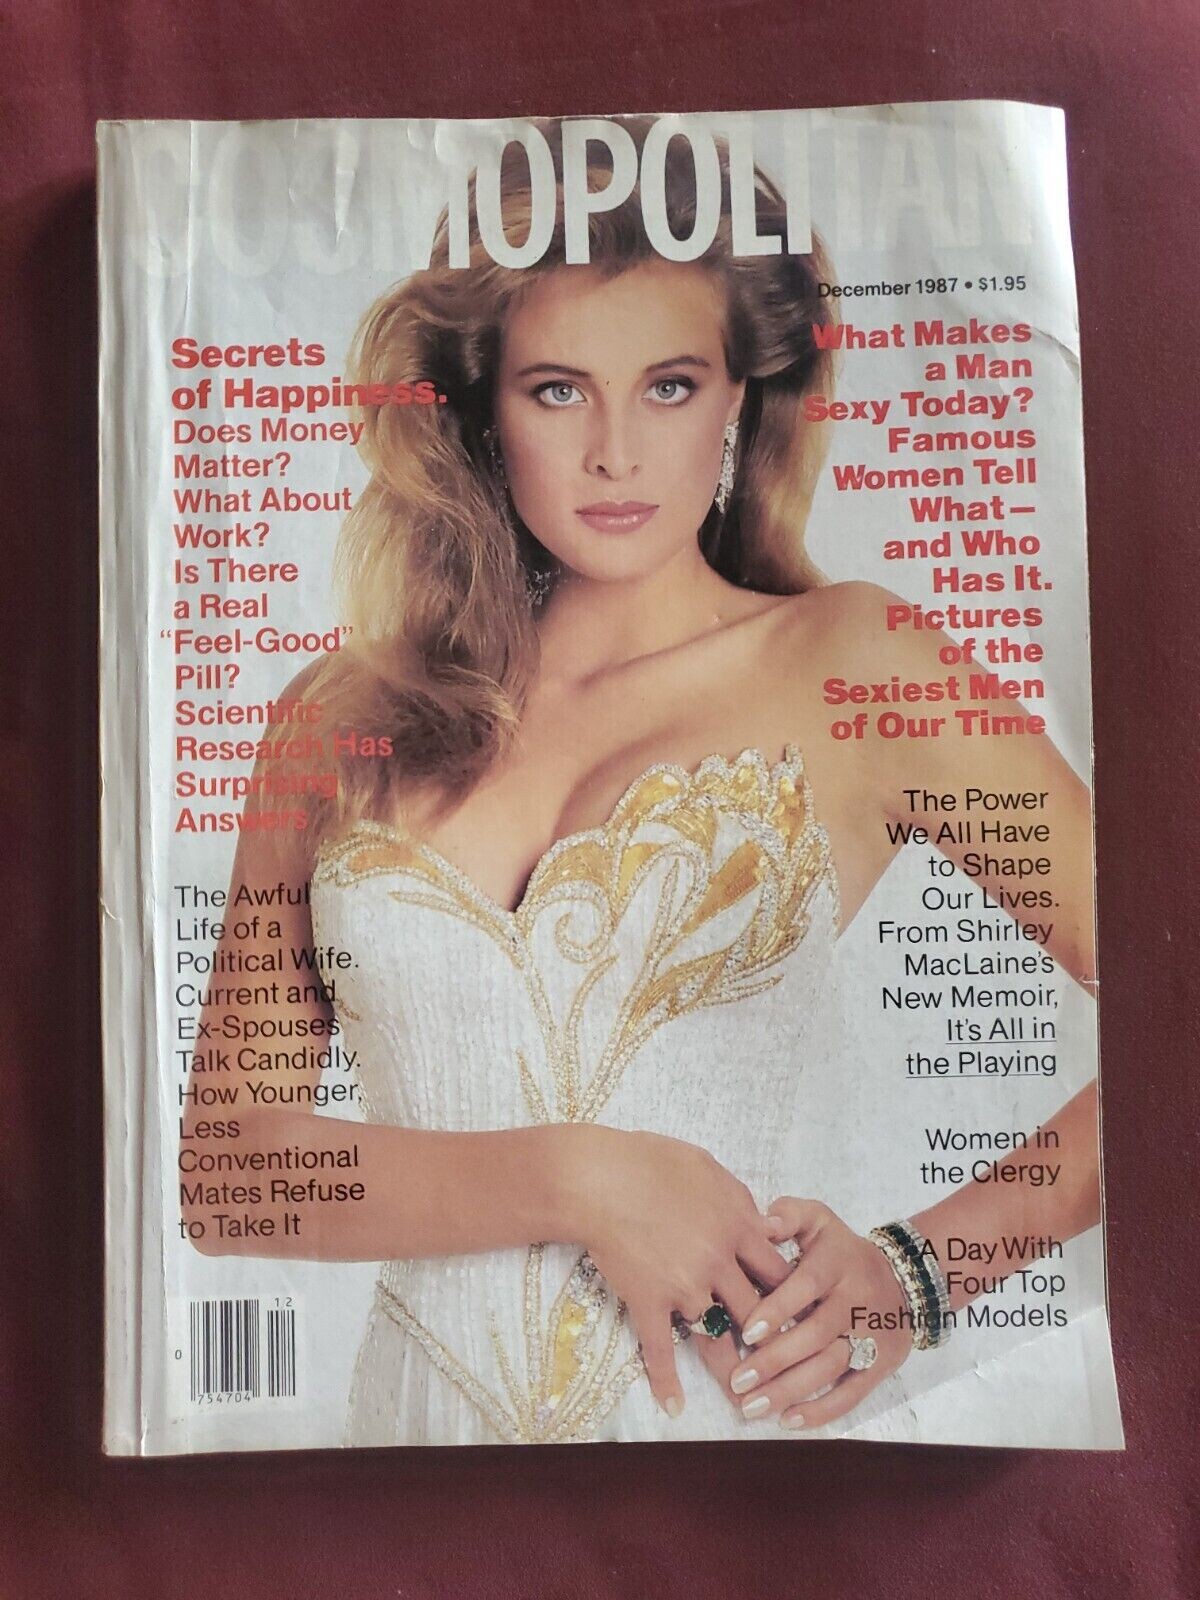 COSMOPOLITAN
December 1987 • $1.95
Secrets
of Happiness.
Does Money
Matter?
What About
Work?
Is There
a Real
“Feel-Good”
Pill?
Scientific
Research Has
Surprising
Answers
The Awful
Life of a
Political Wife.
Current and
Ex-Spouses
Talk Candidly.
How Younger,
Less
Conventional
Mates Refuse
to Take It
What Makes
a Man
Sexy Today?
Famous
Women Tell
What—
and Who
Has It.
Pictures
of the
Sexiest Men
of Our Time
The Power
We All Have
to Shape
Our Lives.
From Shirley
MacLaine's
New Memoir,
It's All in
the Playing
Women in
the Clergy
A Day With
Four Top
Fashion Models
12
0
754704